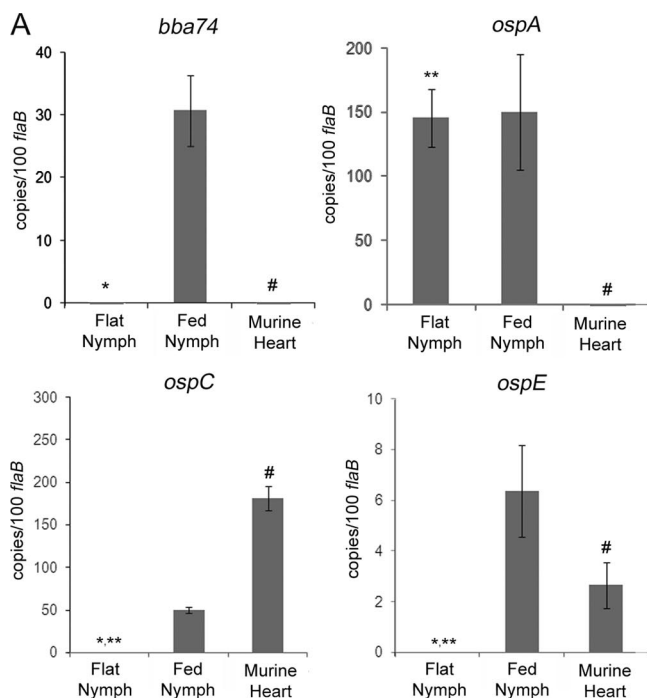 A
bba74
copies/100 flaB
40
30
20
10
0
*
#
Flat Nymph
Fed Nymph
Murine Heart
ospA
copies/100 flaB
200
150
100
50
0
**
#
Flat Nymph
Fed Nymph
Murine Heart
ospC
copies/100 flaB
300
250
200
150
100
50
0
*,**
#
Flat Nymph
Fed Nymph
Murine Heart
ospE
copies/100 flaB
8
6
4
2
0
*,**
#
Flat Nymph
Fed Nymph
Murine Heart